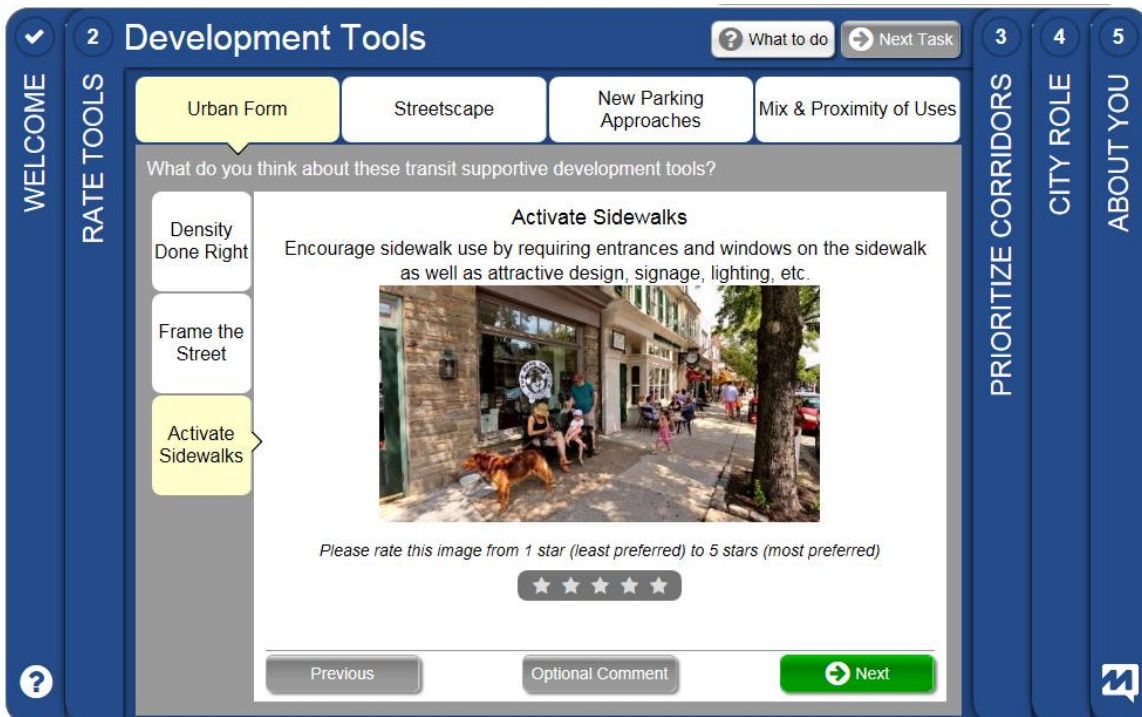 WELCOME
2
RATE TOOLS
Development Tools
? What to do
Next Task
Urban Form
Streetscape
New Parking
Approaches
Mix & Proximity of Uses
What do you think about these transit supportive development tools?
Density
Done Right
Frame the
Street
Activate
Sidewalks
Activate Sidewalks
Encourage sidewalk use by requiring entrances and windows on the sidewalk
as well as attractive design, signage, lighting, etc.
Please rate this image from 1 star (least preferred) to 5 stars (most preferred)
Previous
Optional Comment
Next
3
PRIORITIZE CORRIDORS
4
CITY ROLE
5
ABOUT YOU
?